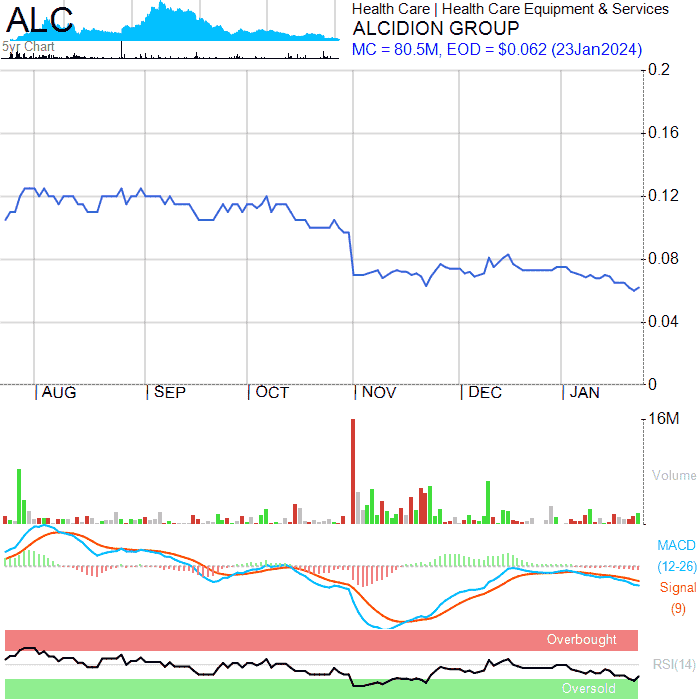 ALC
5yr Chart
Health Care | Health Care Equipment & Services
ALCIDION GROUP
MC = 80.5M, EOD = $0.062 (23Jan2024)
0.2
0.16
0.12
0.08
0.04
0
AUG SEP OCT NOV DEC JAN
16M
Volume
MACD
(12-26)
Signal
(9)
Overbought
RSI(14)
Oversold